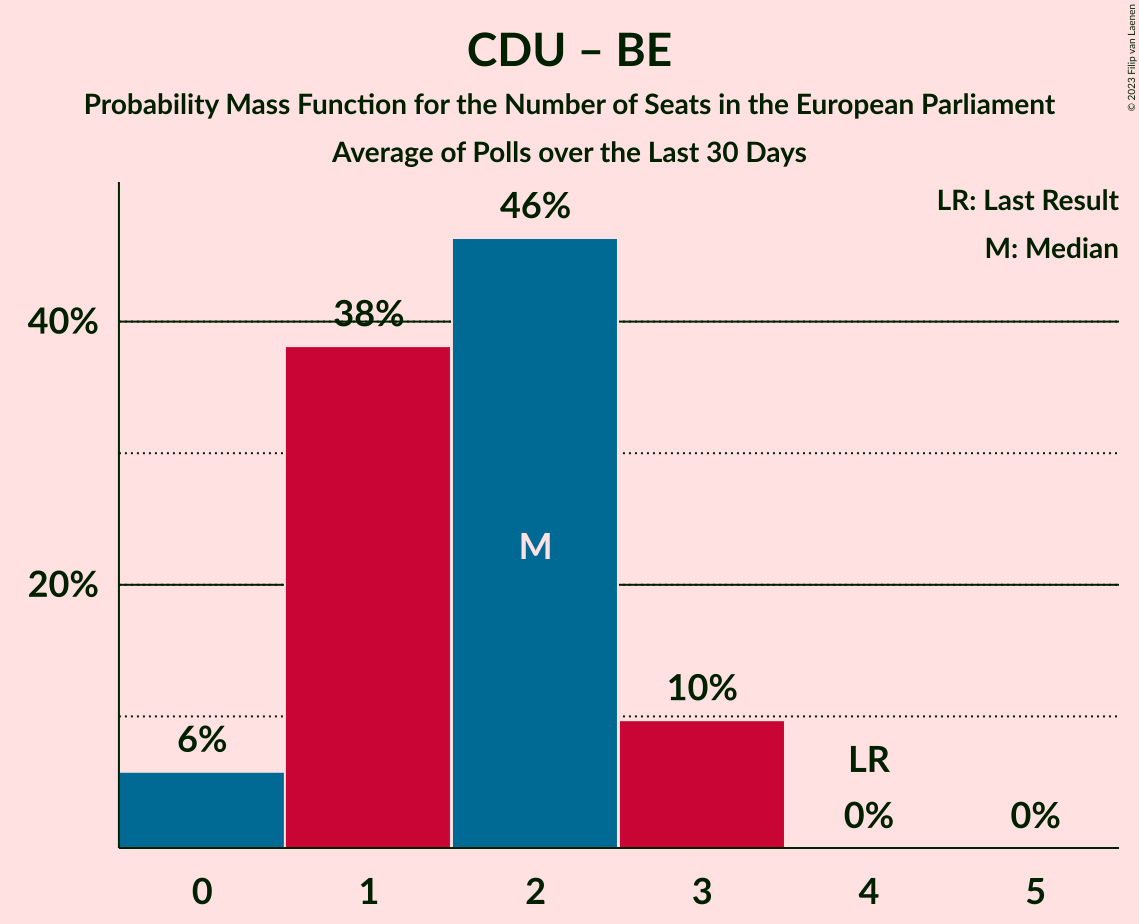 CDU – BE
Probability Mass Function for the Number of Seats in the European Parliament
Average of Polls over the Last 30 Days
© 2023 Filip van Laenen
LR: Last Result
M: Median
46%
38%
40%
M
20%
10%
6%
LR
0%
0%
0
1
2
3
4
5